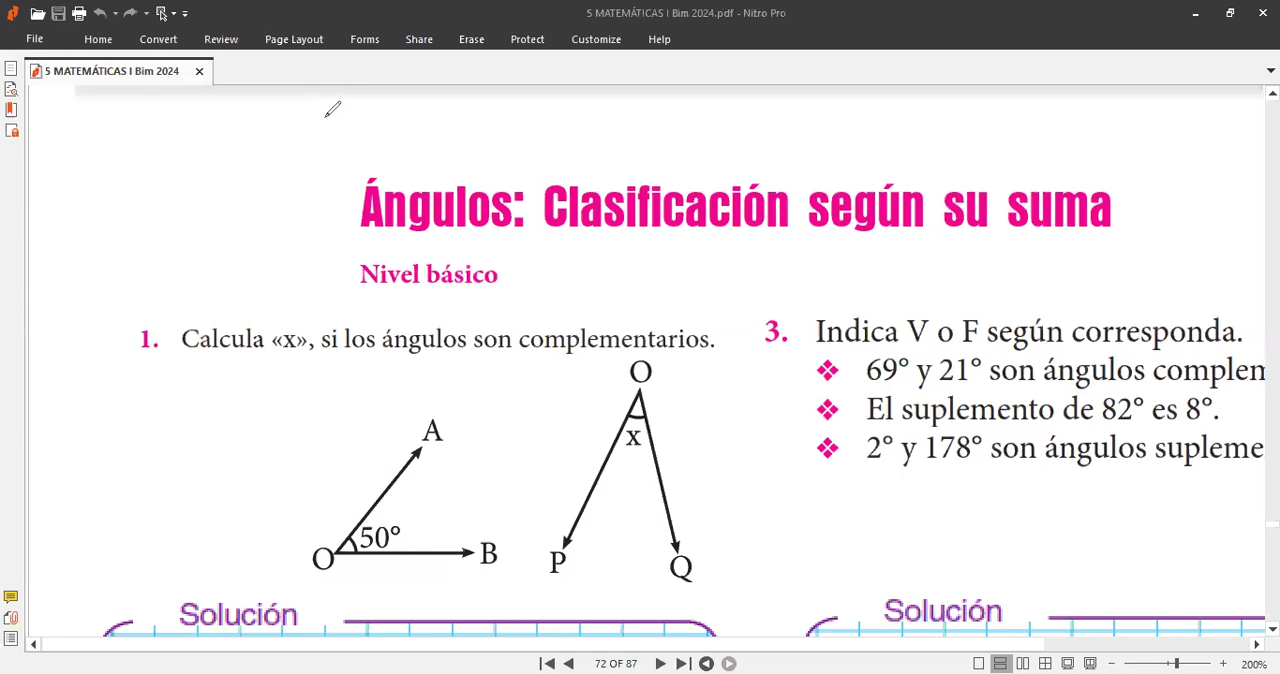 5 MATEMÁTICAS I Bim 2024.pdf - Nitro Pro
File Home Convert Review Page Layout Forms Share Erase Protect Customize Help
5 MATEMÁTICAS I Bim 2024
Ángulos: Clasificación según su suma
Nivel básico
1. Calcula «x», si los ángulos son complementarios.
O
x
A
50°
O
B
P
Q
Solución
3. Indica V o F según corresponda.
69° y 21° son ángulos complem
El suplemento de 82° es 8°.
2° y 178° son ángulos supleme
Solución
72 OF 87
200%